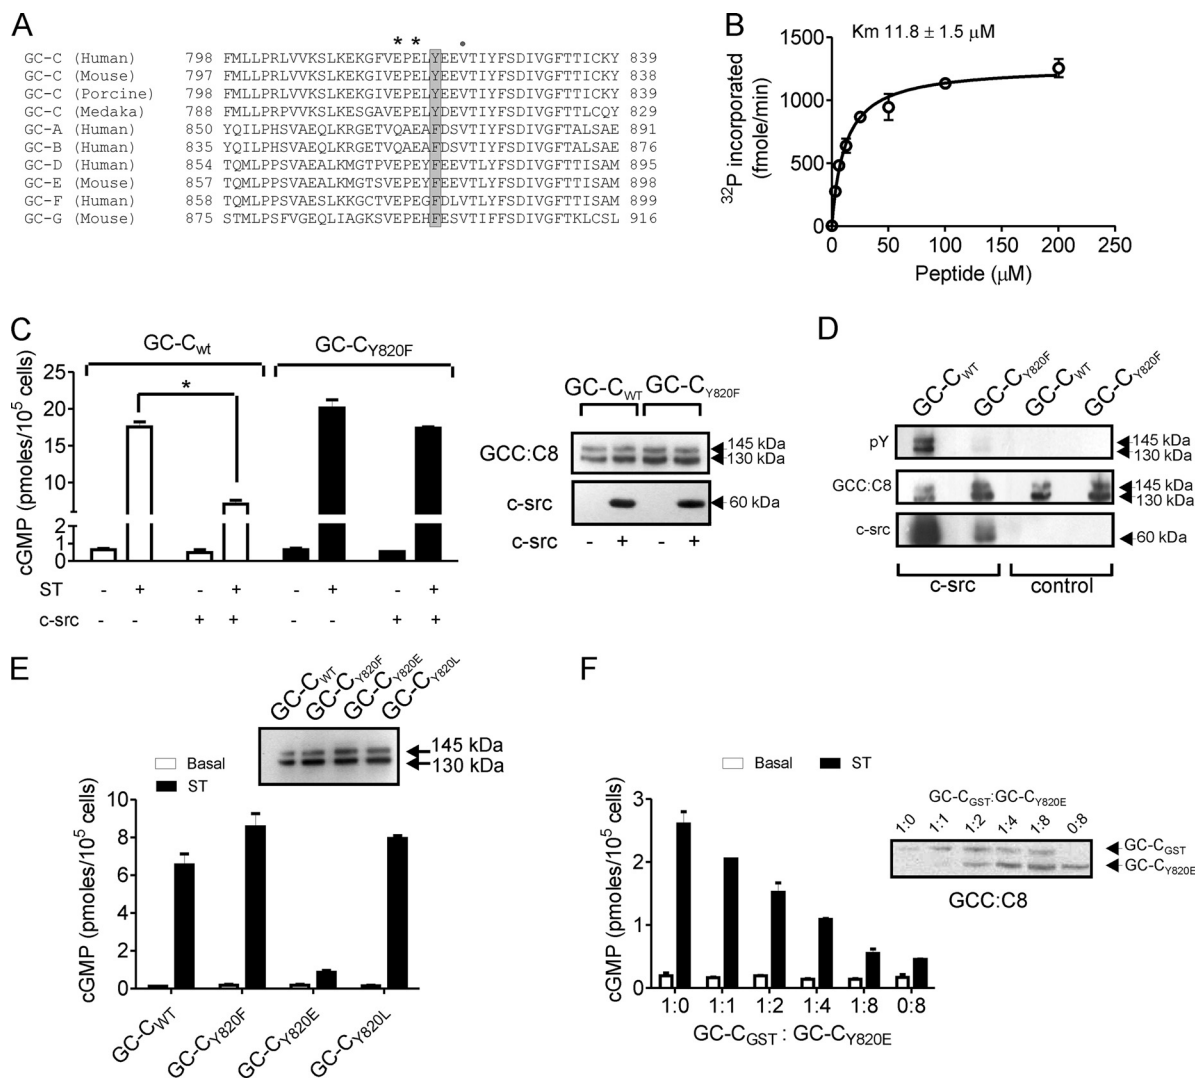 A
* * •
GC-C (Human) 798 FMLLPRLVVKSLKEKGFVEPELYEEVTIYFSDIVGFTTICKY 839
GC-C (Mouse) 797 FMLLPRLVVKSLKEKGIVEPELYEEVTIYFSDIVGFTTICKY 838
GC-C (Porcine) 798 FMLLPRLVVKSLKEKGIVEPELYEEVTIYFSDIVGFTTICKY 839
GC-C (Medaka) 788 FMLLPRPVVKSLKESGAVEPELYDEVTIYFSDIVGFTTLCQY 829
GC-A (Human) 850 YQILPHSVAEQLKRGETVQAEAFDSVTIYFSDIVGFTALSAE 891
GC-B (Human) 835 YQILPHSVAEQLKRGETVQAEAFDSVTIYFSDIVGFTALSAE 876
GC-D (Human) 854 TQMLPPSVAEALKMGTPVEPEYFEEVTLYFSDIVGFTTISAM 895
GC-E (Mouse) 857 TQMLPPSVAEALKMGTSVEPEYFEEVTLYFSDIVGFTTISAM 898
GC-F (Human) 858 TQMLPPSVAESLKKGCTVEPEGFDLVTLYFSDIVGFTTISAM 899
GC-G (Mouse) 875 STMLPSFVGEQLIAGKSVEPEHFESVTIFFSDIVGFTKLCSL 916
B
Km 11.8 ± 1.5 μM
32P incorporated
(fmole/min)
1500
1000
500
0
0 50 100 150 200 250
Peptide (μM)
C
GC-Cwt GC-CY820F
cGMP (pmoles/10^5 cells)
25
20
15
10
2
1
0
*
ST - + - + - + - +
c-src - - + + - - + +
GC-CWT GC-CY820F
GCC:C8 145 kDa
130 kDa
c-src 60 kDa
c-src - + - +
D
GC-CWT GC-CY820F GC-CWT GC-CY820F
pY 145 kDa
130 kDa
GCC:C8 145 kDa
130 kDa
c-src 60 kDa
c-src control
E
GC-CWT GC-CY820F GC-CY820E GC-CY820L
145 kDa
130 kDa
Basal
ST
cGMP (pmoles/10^5 cells)
10
8
6
4
2
0
GC-CWT GC-CY820F GC-CY820E GC-CY820L
F
Basal ST
cGMP (pmoles/10^5 cells)
3
2
1
0
1:0 1:1 1:2 1:4 1:8 0:8
GC-CGST : GC-CY820E
GC-CGST:GC-CY820E
1:0 1:1 1:2 1:4 1:8 0:8
GC-CGST
GC-CY820E
GCC:C8